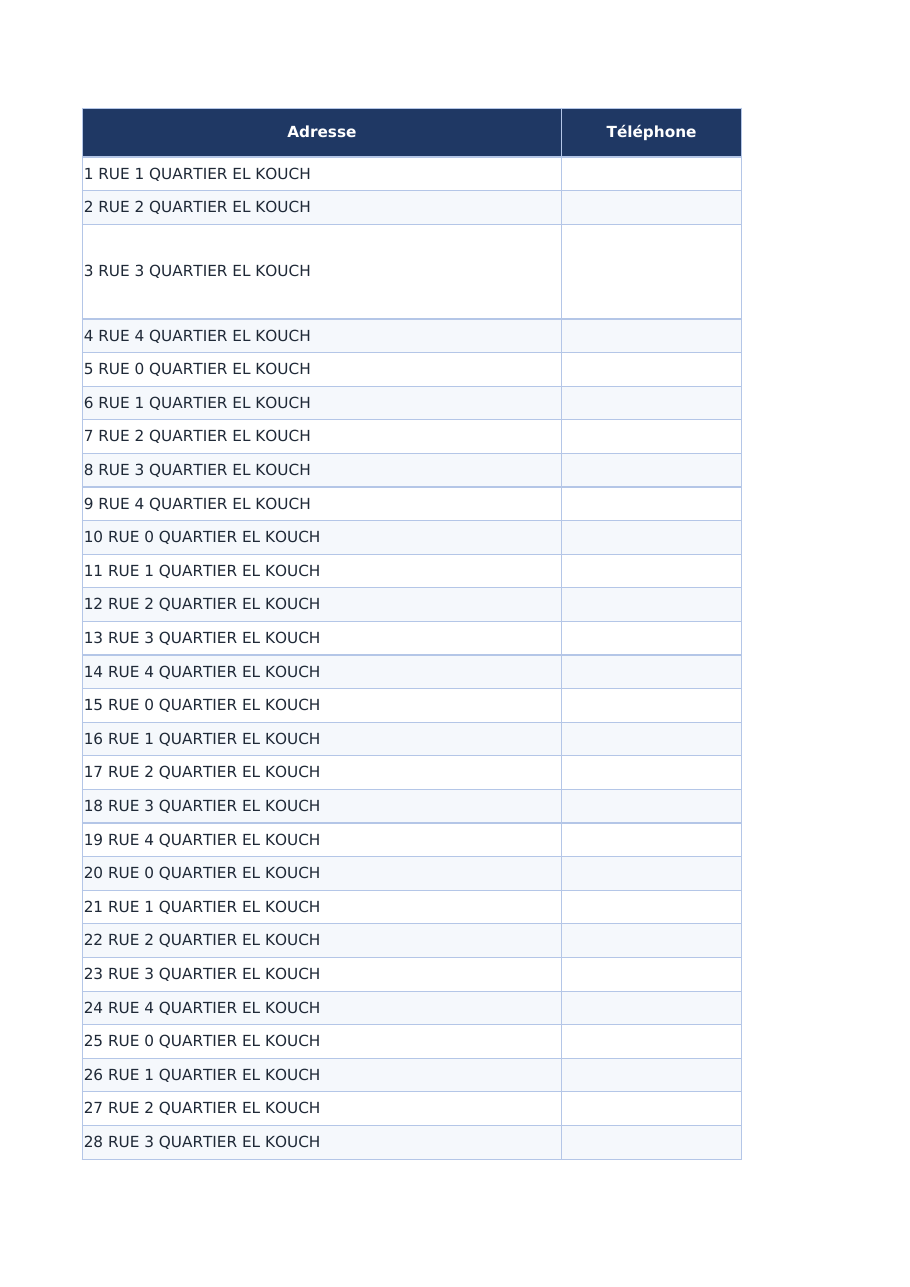 Adresse Téléphone
1 RUE 1 QUARTIER EL KOUCH
2 RUE 2 QUARTIER EL KOUCH
3 RUE 3 QUARTIER EL KOUCH
4 RUE 4 QUARTIER EL KOUCH
5 RUE 0 QUARTIER EL KOUCH
6 RUE 1 QUARTIER EL KOUCH
7 RUE 2 QUARTIER EL KOUCH
8 RUE 3 QUARTIER EL KOUCH
9 RUE 4 QUARTIER EL KOUCH
10 RUE 0 QUARTIER EL KOUCH
11 RUE 1 QUARTIER EL KOUCH
12 RUE 2 QUARTIER EL KOUCH
13 RUE 3 QUARTIER EL KOUCH
14 RUE 4 QUARTIER EL KOUCH
15 RUE 0 QUARTIER EL KOUCH
16 RUE 1 QUARTIER EL KOUCH
17 RUE 2 QUARTIER EL KOUCH
18 RUE 3 QUARTIER EL KOUCH
19 RUE 4 QUARTIER EL KOUCH
20 RUE 0 QUARTIER EL KOUCH
21 RUE 1 QUARTIER EL KOUCH
22 RUE 2 QUARTIER EL KOUCH
23 RUE 3 QUARTIER EL KOUCH
24 RUE 4 QUARTIER EL KOUCH
25 RUE 0 QUARTIER EL KOUCH
26 RUE 1 QUARTIER EL KOUCH
27 RUE 2 QUARTIER EL KOUCH
28 RUE 3 QUARTIER EL KOUCH